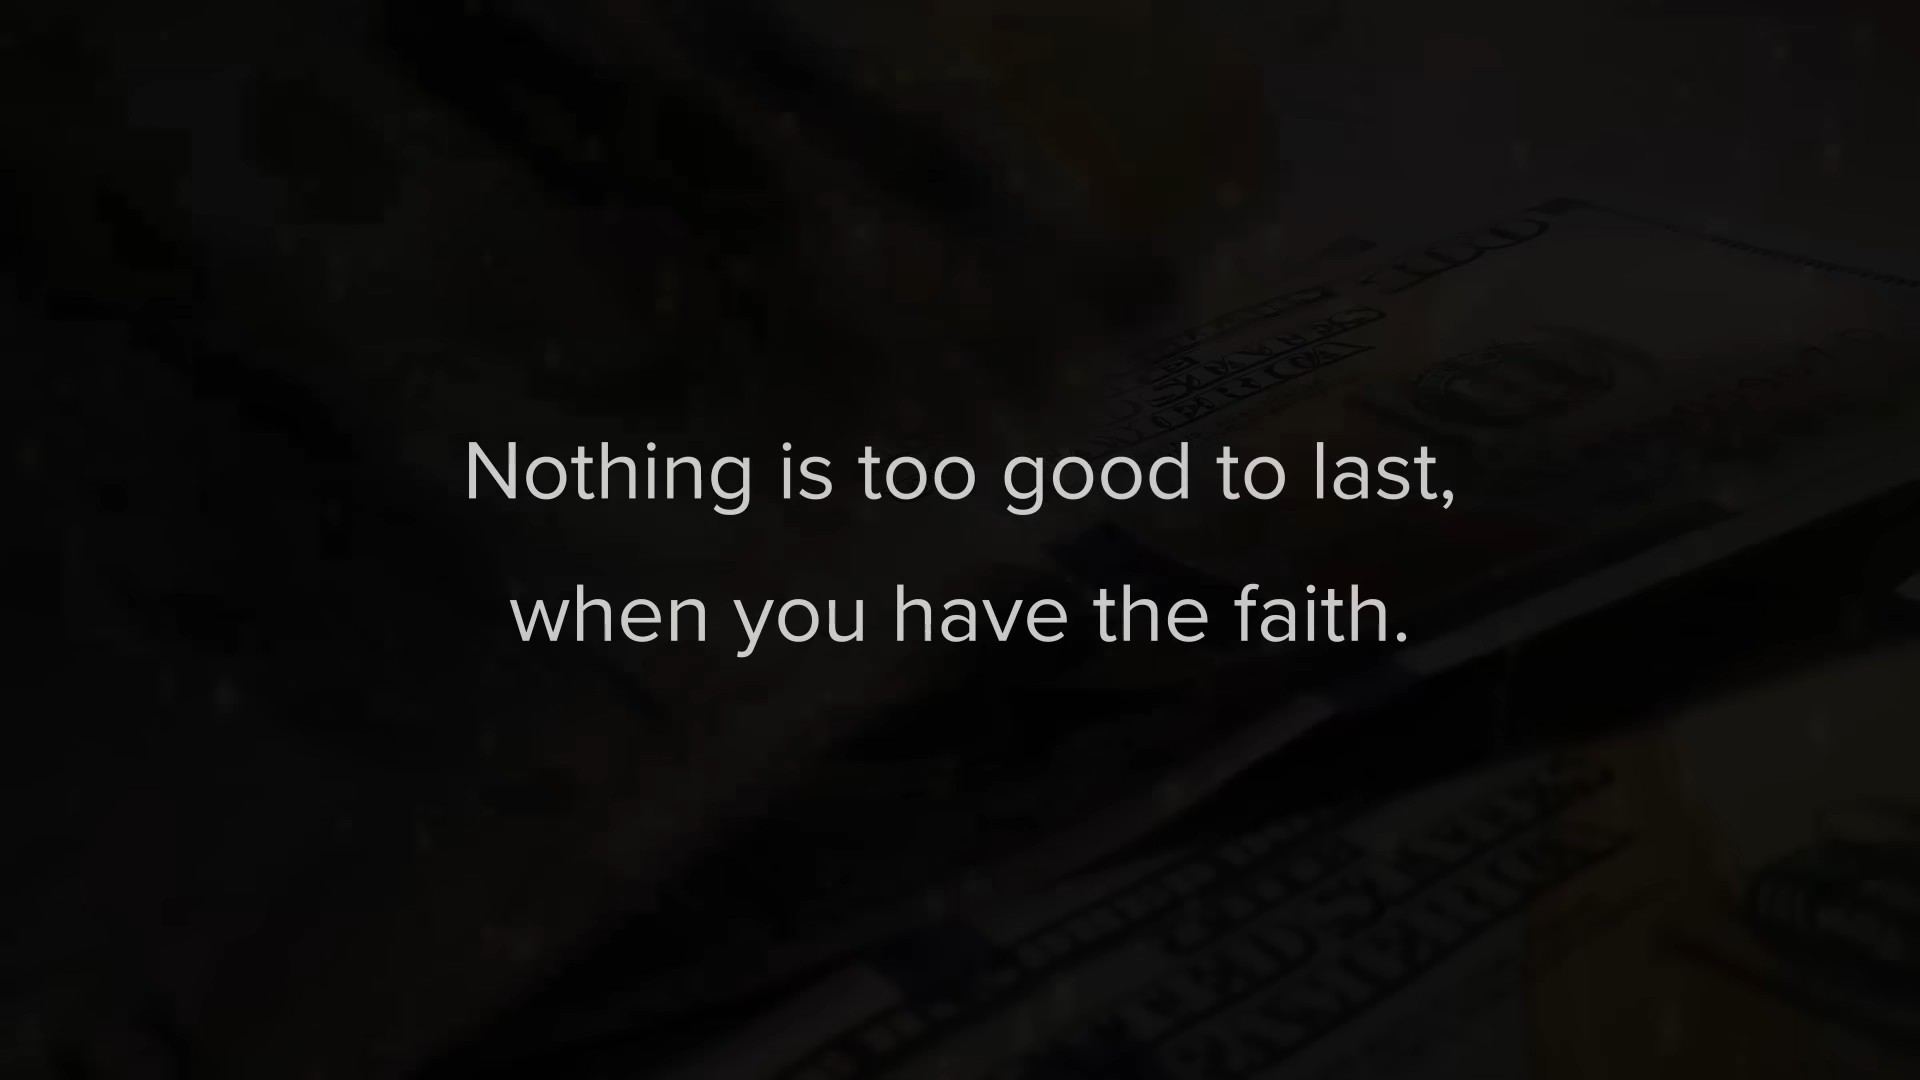 Nothing is too good to last,
when you have the faith.